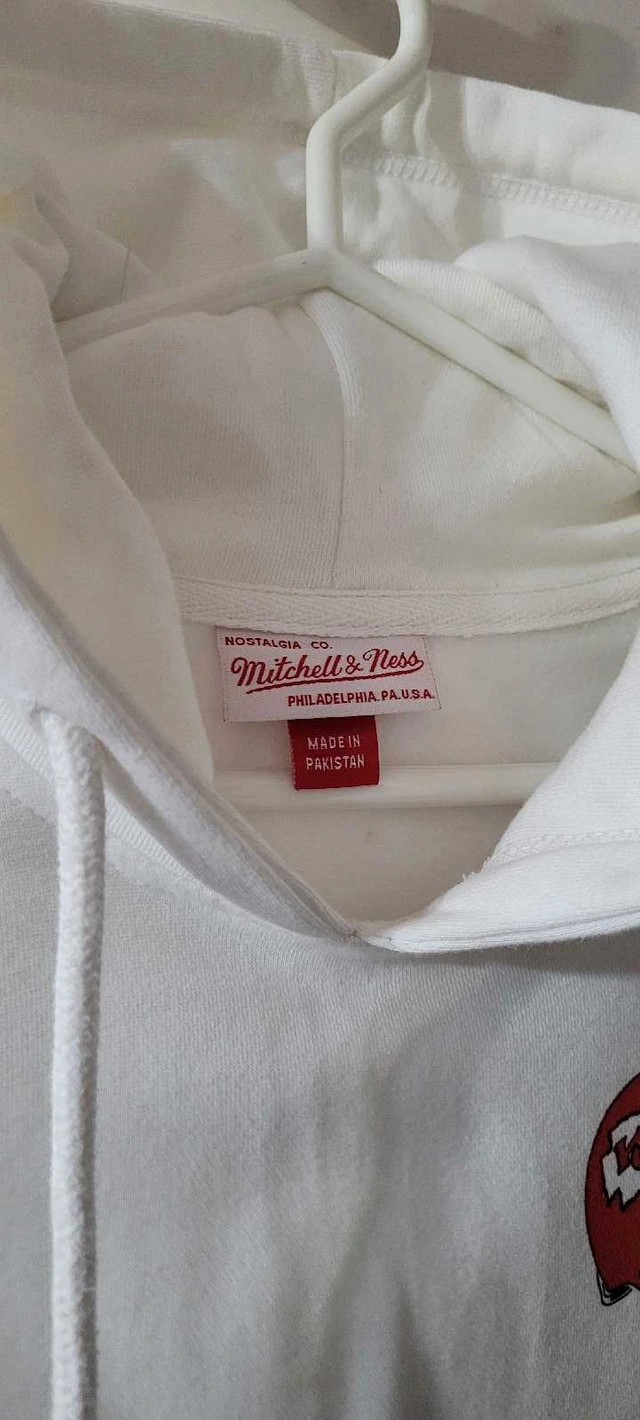 NOSTALGIA CO.
Mitchell & Ness
PHILADELPHIA.PA.U.S.A.
MADE IN
PAKISTAN